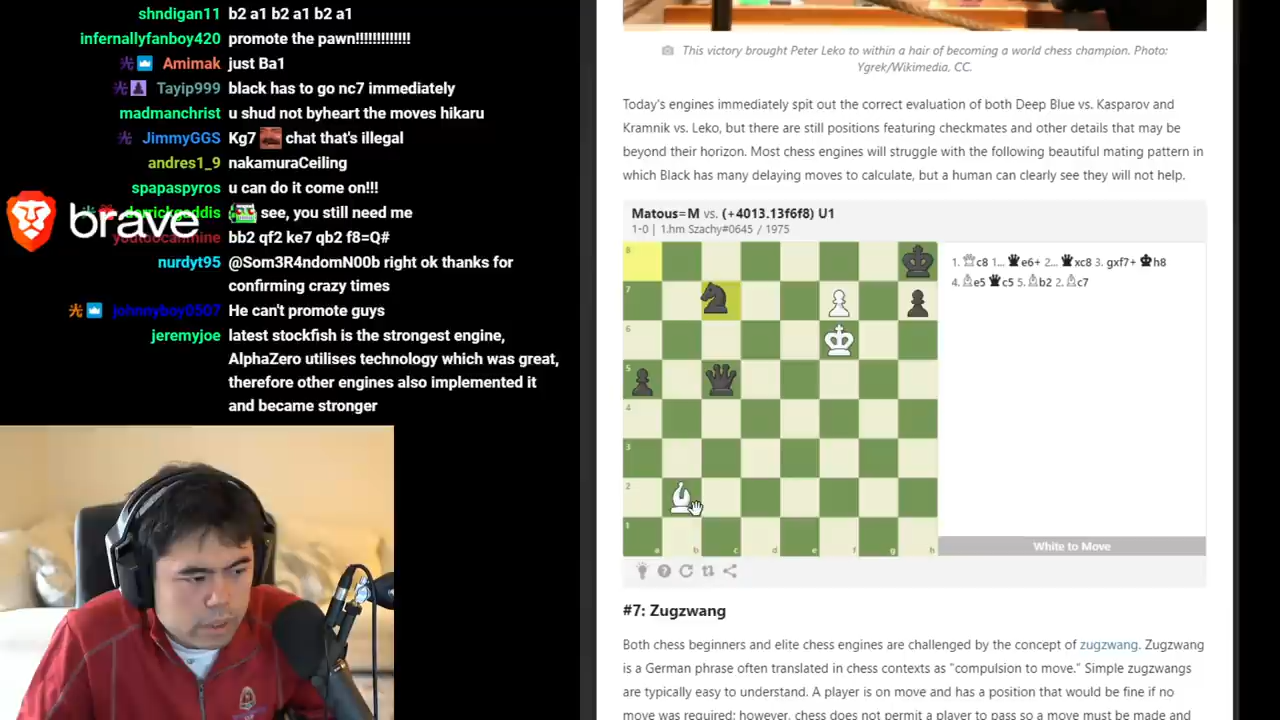 shndigan11 b2 a1 b2 a1 b2 a1
infernallyfanboy420 promote the pawn!!!!!!!!!!!!!
Amimak just Ba1
Tayip999 black has to go nc7 immediately
madmanchrist u shud not byheart the moves hikaru
JimmyGGS Kg7 chat that's illegal
andres1_9 nakamuraCeiling
spapaspyros u can do it come on!!!
derrickgaddis see, you still need me
brave
youtoocanmine bb2 qf2 ke7 qb2 f8=Q#
nurdyt95 @Som3R4ndomN00b right ok thanks for
confirming crazy times
johnnyboy0507 He can't promote guys
jeremyjoe latest stockfish is the strongest engine,
AlphaZero utilises technology which was great,
therefore other engines also implemented it
and became stronger
This victory brought Peter Leko to within a hair of becoming a world chess champion. Photo:
Ygrek/Wikimedia, CC.
Today's engines immediately spit out the correct evaluation of both Deep Blue vs. Kasparov and
Kramnik vs. Leko, but there are still positions featuring checkmates and other details that may be
beyond their horizon. Most chess engines will struggle with the following beautiful mating pattern in
which Black has many delaying moves to calculate, but a human can clearly see they will not help.
Matous=M vs. (+4013.13f6f8) U1
1-0 | 1.hm Szachy#0645 / 1975
1. ♕c8 1... ♛e6+ 2... ♛xc8 3. gxf7+ ♚h8
4. ♗e5 ♛c5 5. ♗b2 2. ♗c7
8
7
6
5
4
3
2
1
a b c d e f g h
White to Move
#7: Zugzwang
Both chess beginners and elite chess engines are challenged by the concept of zugzwang. Zugzwang
is a German phrase often translated in chess contexts as "compulsion to move." Simple zugzwangs
are typically easy to understand. A player is on move and has a position that would be fine if no
move was required; however, chess does not permit a player to pass so a move must be made and